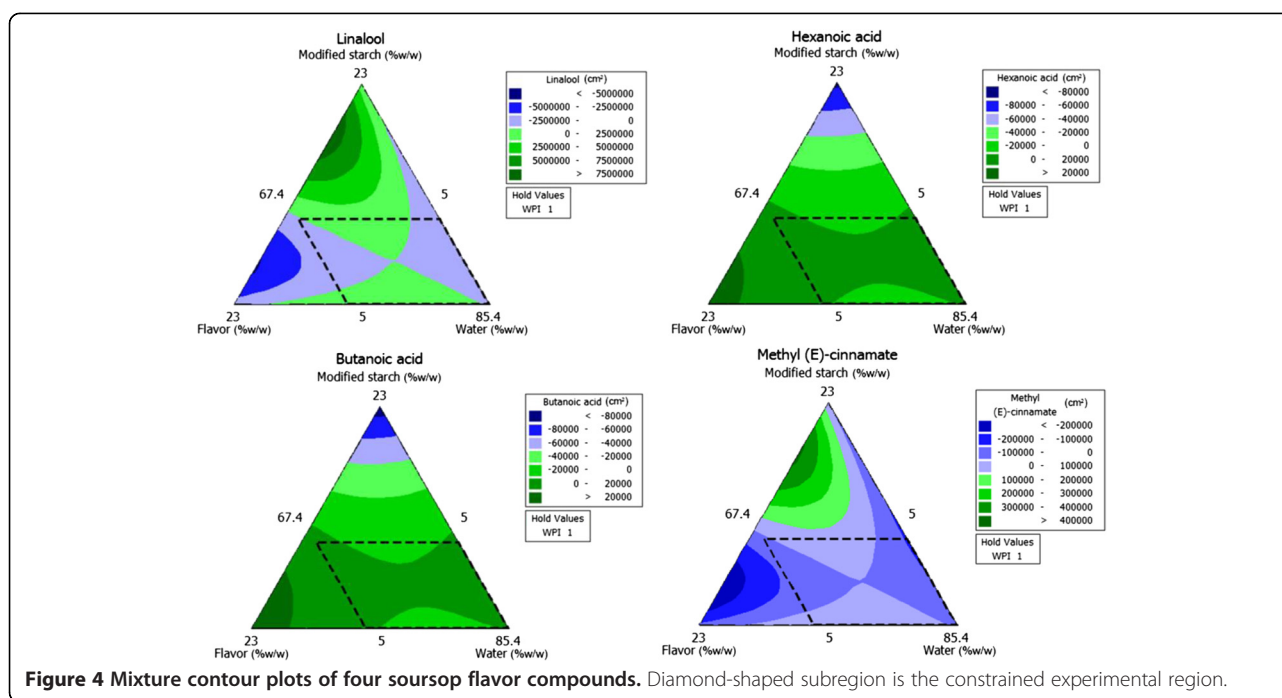 Linalool
Modified starch (%w/w)
23
67.4
5
23
5
85.4
Flavor (%w/w)
Water (%w/w)
Linalool (cm²)
< -5000000
-5000000 - -2500000
-2500000 - 0
0 - 2500000
2500000 - 5000000
5000000 - 7500000
> 7500000
Hold Values
WPI 1
Hexanoic acid
Modified starch (%w/w)
23
67.4
5
23
5
85.4
Flavor (%w/w)
Water (%w/w)
Hexanoic acid (cm²)
< -80000
-80000 - -60000
-60000 - -40000
-40000 - -20000
-20000 - 0
0 - 20000
> 20000
Hold Values
WPI 1
Butanoic acid
Modified starch (%w/w)
23
67.4
5
23
5
85.4
Flavor (%w/w)
Water (%w/w)
Butanoic acid (cm²)
< -80000
-80000 - -60000
-60000 - -40000
-40000 - -20000
-20000 - 0
0 - 20000
> 20000
Hold Values
WPI 1
Methyl (E)-cinnamate
Modified starch (%w/w)
23
67.4
5
23
5
85.4
Flavor (%w/w)
Water (%w/w)
Methyl (cm²)
(E)-cinnamate
< -200000
-200000 - -100000
-100000 - 0
0 - 100000
100000 - 200000
200000 - 300000
300000 - 400000
> 400000
Hold Values
WPI 1
Figure 4 Mixture contour plots of four soursop flavor compounds. Diamond-shaped subregion is the constrained experimental region.